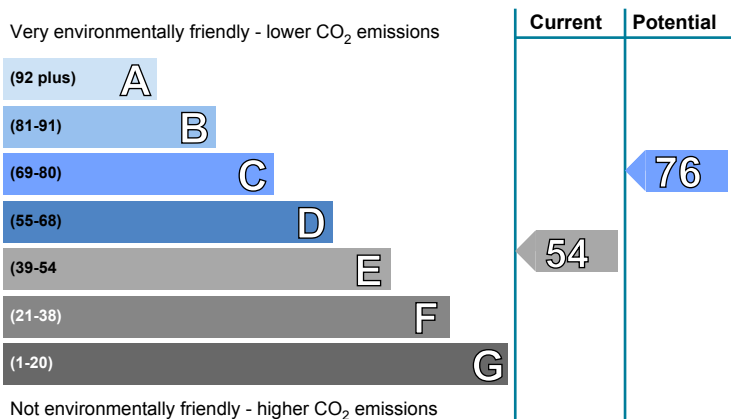 Current Potential
Very environmentally friendly - lower CO2 emissions
(92 plus) A
(81-91) B
(69-80) C
76
(55-68) D
54
(39-54 E
(21-38) F
(1-20) G
Not environmentally friendly - higher CO2 emissions